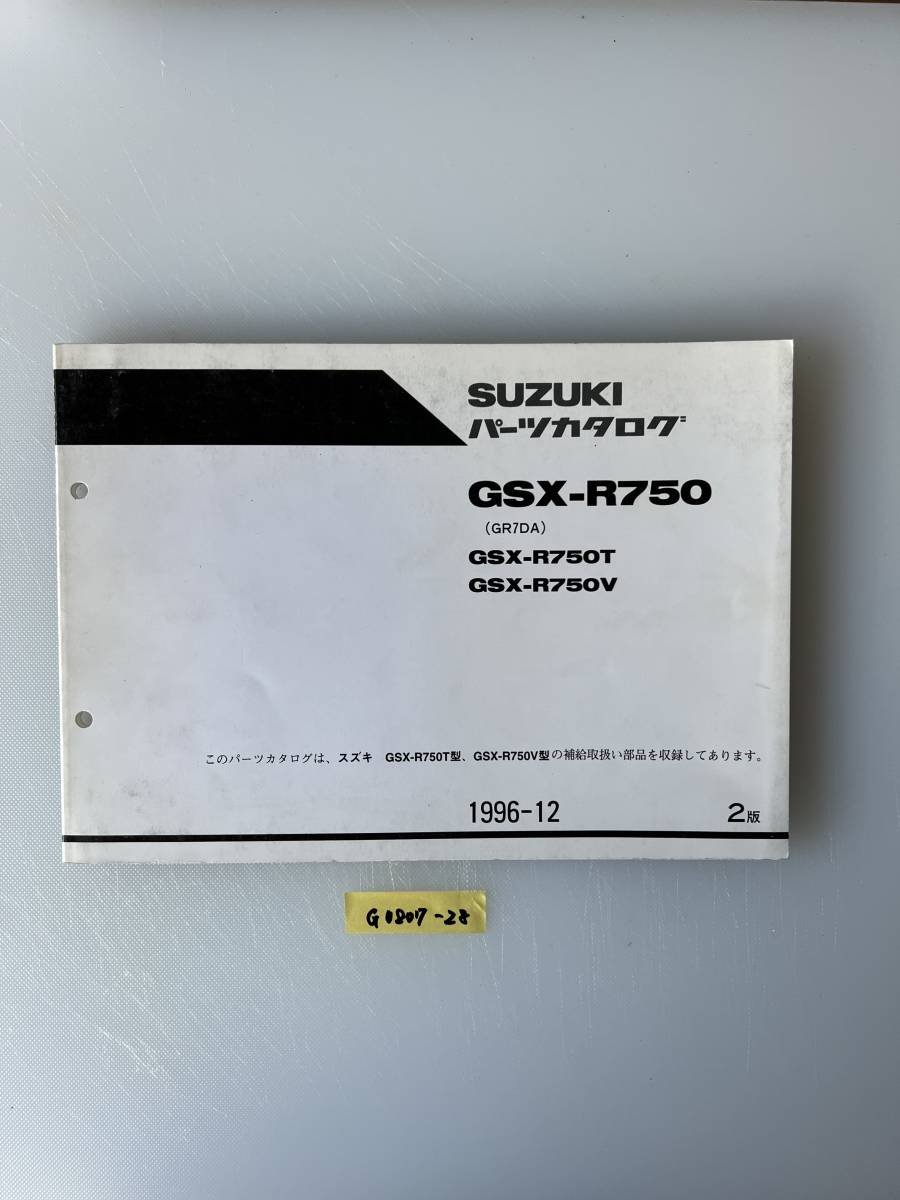 SUZUKI
パーツカタログ
GSX-R750
(GR7DA)
GSX-R750T
GSX-R750V
このパーツカタログは、スズキ GSX-R750T型、GSX-R750V型の補給取扱い部品を収録してあります。
1996-12 2版
G0807-28